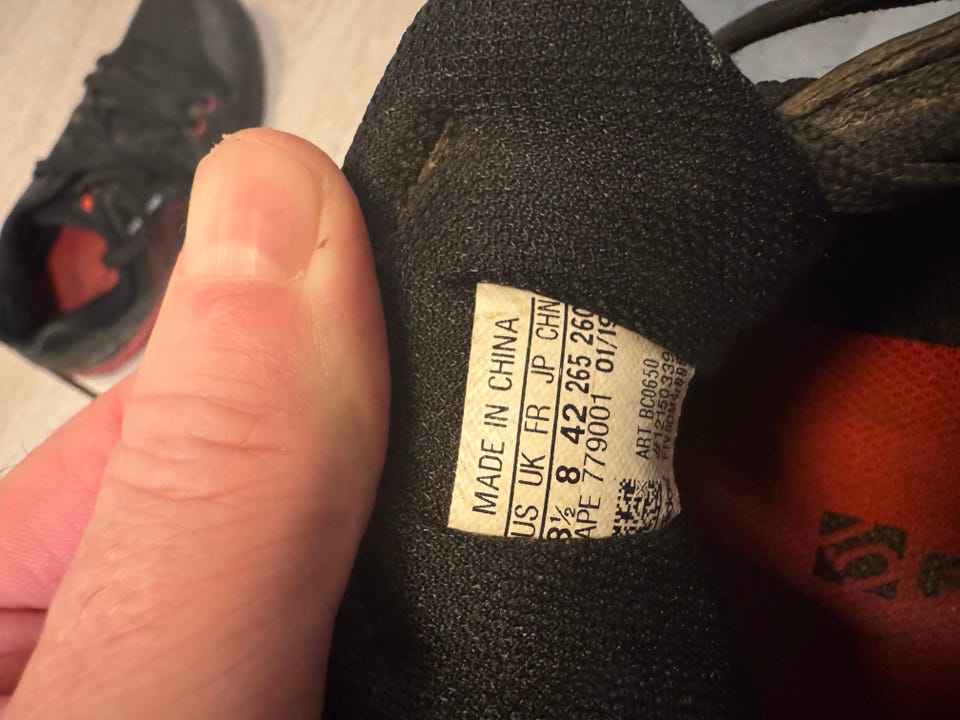 MADE IN CHINA
US UK FR JP CHN
8½ 8 42 265 260
APE 779001 01/19
ART BC0650